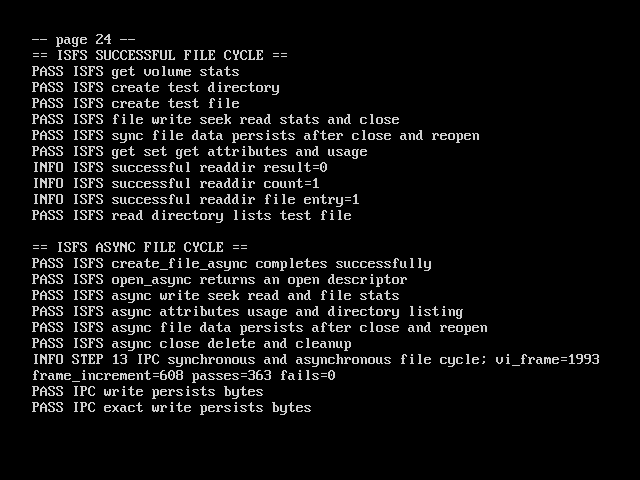 -- page 24 --
== ISFS SUCCESSFUL FILE CYCLE ==
PASS ISFS get volume stats
PASS ISFS create test directory
PASS ISFS create test file
PASS ISFS file write seek read stats and close
PASS ISFS sync file data persists after close and reopen
PASS ISFS get set get attributes and usage
INFO ISFS successful readdir result=0
INFO ISFS successful readdir count=1
INFO ISFS successful readdir file entry=1
PASS ISFS read directory lists test file
== ISFS ASYNC FILE CYCLE ==
PASS ISFS create_file_async completes successfully
PASS ISFS open_async returns an open descriptor
PASS ISFS async write seek read and file stats
PASS ISFS async attributes usage and directory listing
PASS ISFS async file data persists after close and reopen
PASS ISFS async close delete and cleanup
INFO STEP 13 IPC synchronous and asynchronous file cycle; vi_frame=1993
frame_increment=608 passes=363 fails=0
PASS IPC write persists bytes
PASS IPC exact write persists bytes